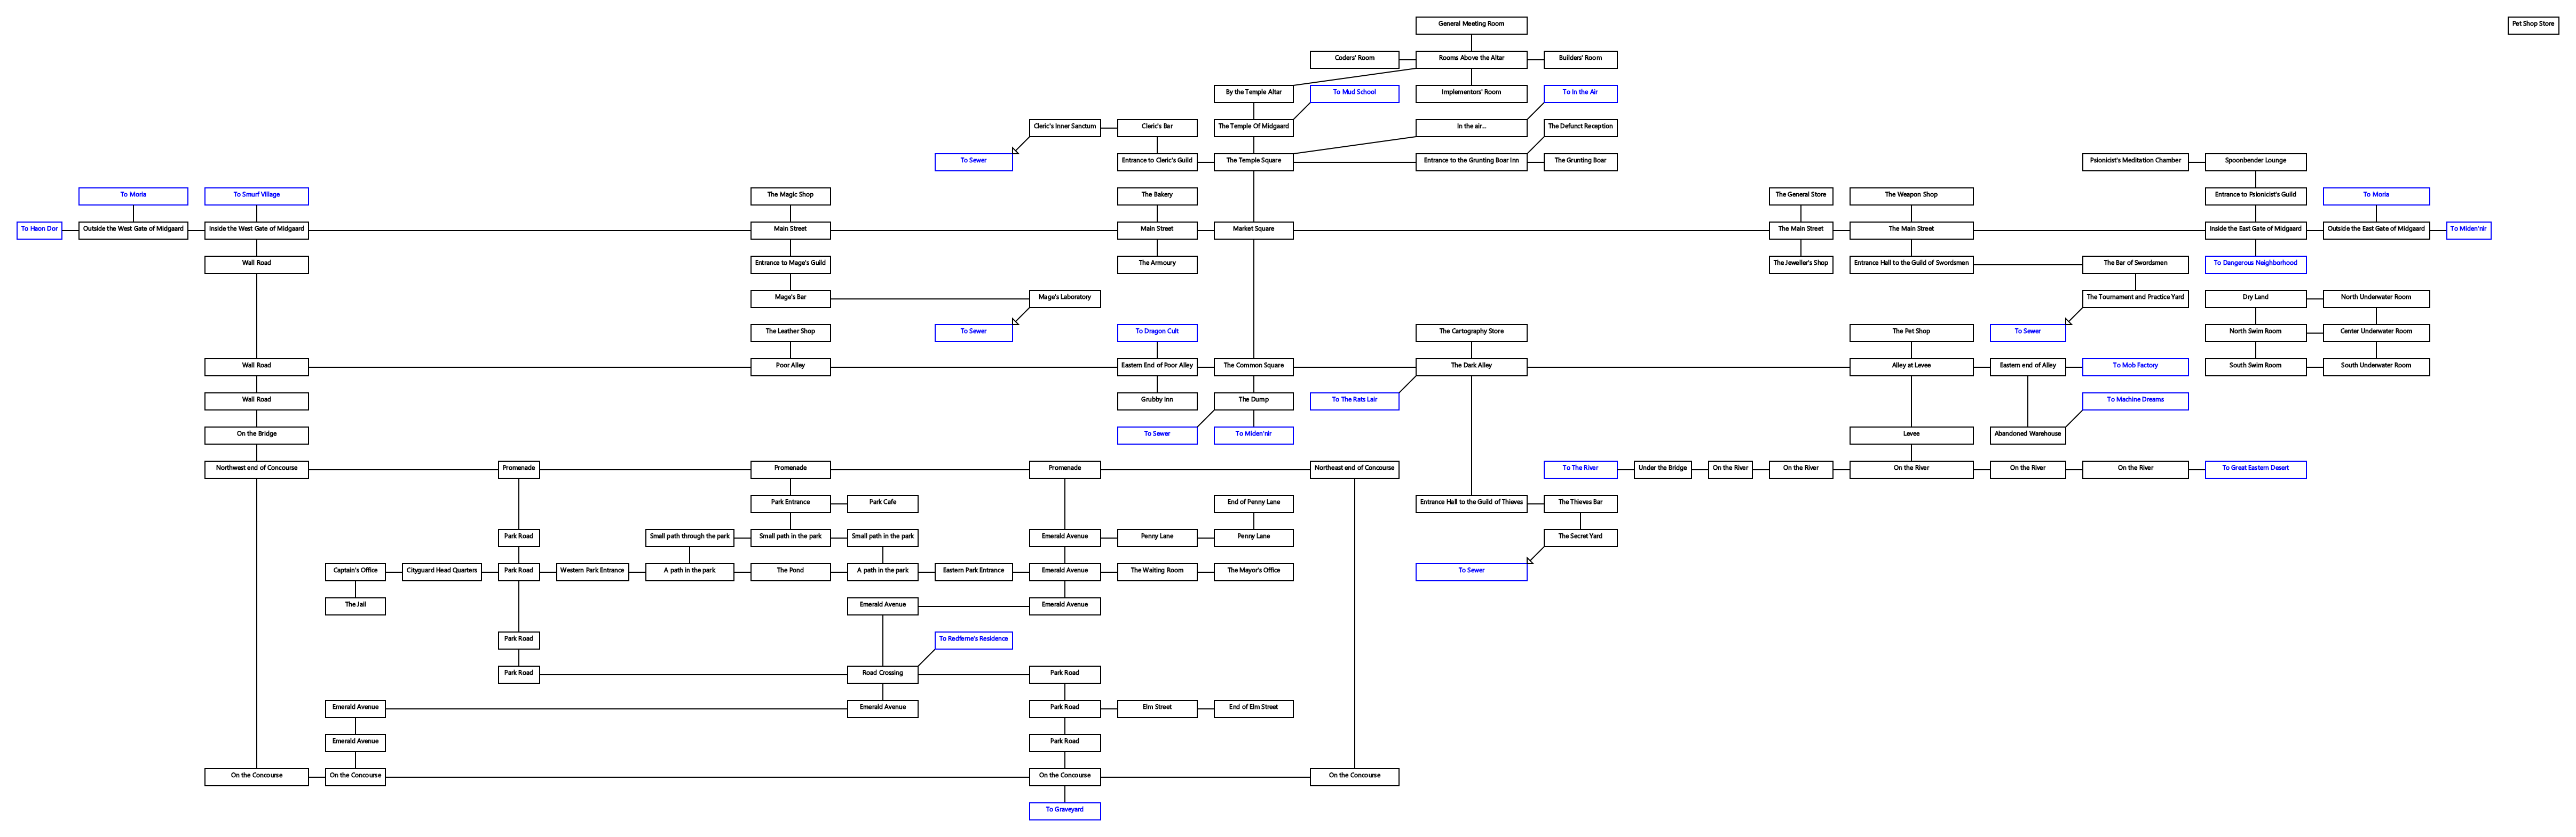 General Meeting Room
Pet Shop Store
Coders' Room
Rooms Above the Altar
Builders' Room
By the Temple Altar
To Mud School
Implementors' Room
To In the Air
Cleric's Inner Sanctum
Cleric's Bar
The Temple Of Midgaard
In the air...
The Defunct Reception
To Sewer
Entrance to Cleric's Guild
The Temple Square
Entrance to the Grunting Boar Inn
The Grunting Boar
Psionicist's Meditation Chamber
Spoonbender Lounge
To Moria
To Smurf Village
The Magic Shop
The Bakery
The General Store
The Weapon Shop
Entrance to Psionicist's Guild
To Moria
To Haon Dor
Outside the West Gate of Midgaard
Inside the West Gate of Midgaard
Main Street
Main Street
Market Square
The Main Street
The Main Street
Inside the East Gate of Midgaard
Outside the East Gate of Midgaard
To Miden'nir
Wall Road
Entrance to Mage's Guild
The Armoury
The Jeweller's Shop
Entrance Hall to the Guild of Swordsmen
The Bar of Swordsmen
To Dangerous Neighborhood
Mage's Bar
Mage's Laboratory
The Tournament and Practice Yard
Dry Land
North Underwater Room
The Leather Shop
To Sewer
To Dragon Cult
The Cartography Store
The Pet Shop
To Sewer
North Swim Room
Center Underwater Room
Wall Road
Poor Alley
Eastern End of Poor Alley
The Common Square
The Dark Alley
Alley at Levee
Eastern end of Alley
To Mob Factory
South Swim Room
South Underwater Room
Wall Road
Grubby Inn
The Dump
To The Rats Lair
To Machine Dreams
On the Bridge
To Sewer
To Miden'nir
Levee
Abandoned Warehouse
Northwest end of Concourse
Promenade
Promenade
Promenade
Northeast end of Concourse
To The River
Under the Bridge
On the River
On the River
On the River
On the River
On the River
To Great Eastern Desert
Park Entrance
Park Cafe
End of Penny Lane
Entrance Hall to the Guild of Thieves
The Thieves Bar
Park Road
Small path through the park
Small path in the park
Small path in the park
Emerald Avenue
Penny Lane
Penny Lane
The Secret Yard
Captain's Office
Cityguard Head Quarters
Park Road
Western Park Entrance
A path in the park
The Pond
A path in the park
Eastern Park Entrance
Emerald Avenue
The Waiting Room
The Mayor's Office
To Sewer
The Jail
Emerald Avenue
Emerald Avenue
Park Road
To Redferne's Residence
Park Road
Road Crossing
Park Road
Emerald Avenue
Emerald Avenue
Park Road
Elm Street
End of Elm Street
Emerald Avenue
Park Road
On the Concourse
On the Concourse
On the Concourse
On the Concourse
To Graveyard